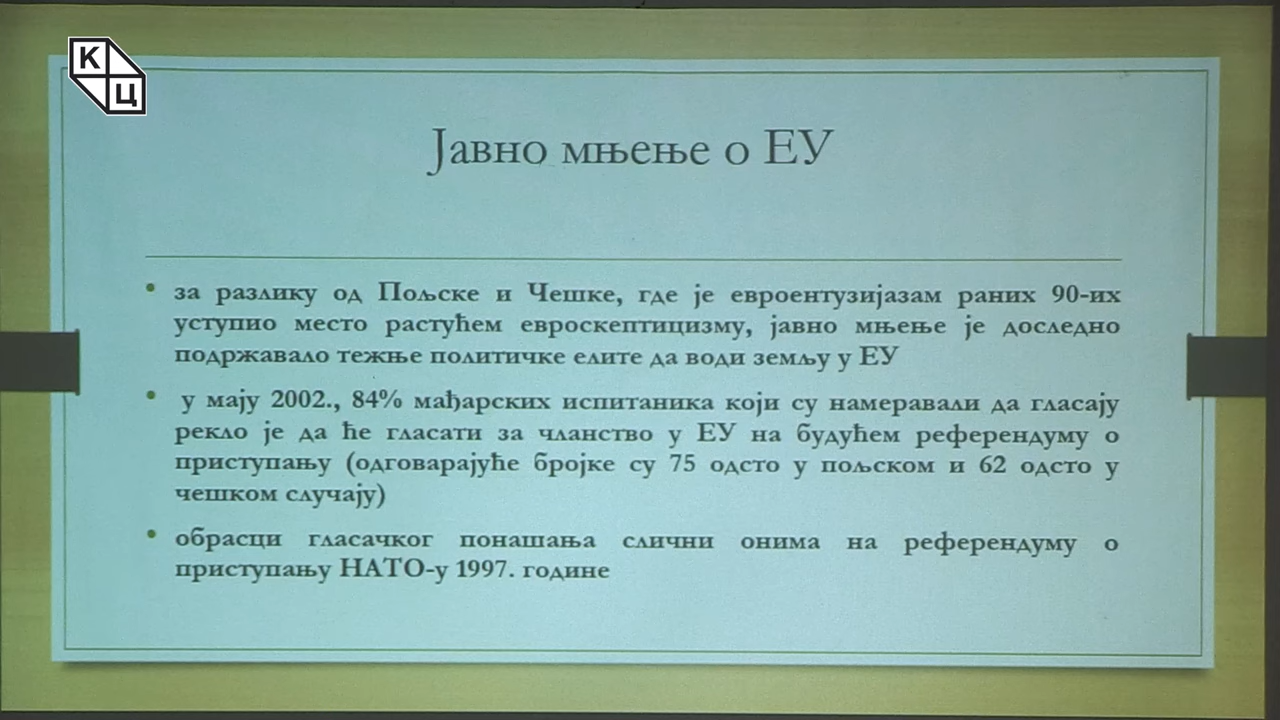 К
Ц
Јавно мњење о ЕУ
• за разлику од Пољске и Чешке, где је евроентузијазам раних 90-их
уступио место растућем евроскептицизму, јавно мњење је доследно
подржавало тежње политичке елите да води земљу у ЕУ
• у мају 2002., 84% мађарских испитаника који су намеравали да гласају
рекло је да ће гласати за чланство у ЕУ на будућем референдуму о
приступању (одговарајуће бројке су 75 одсто у пољском и 62 одсто у
чешком случају)
• обрасци гласачког понашања слични онима на референдуму о
приступању НАТО-у 1997. године